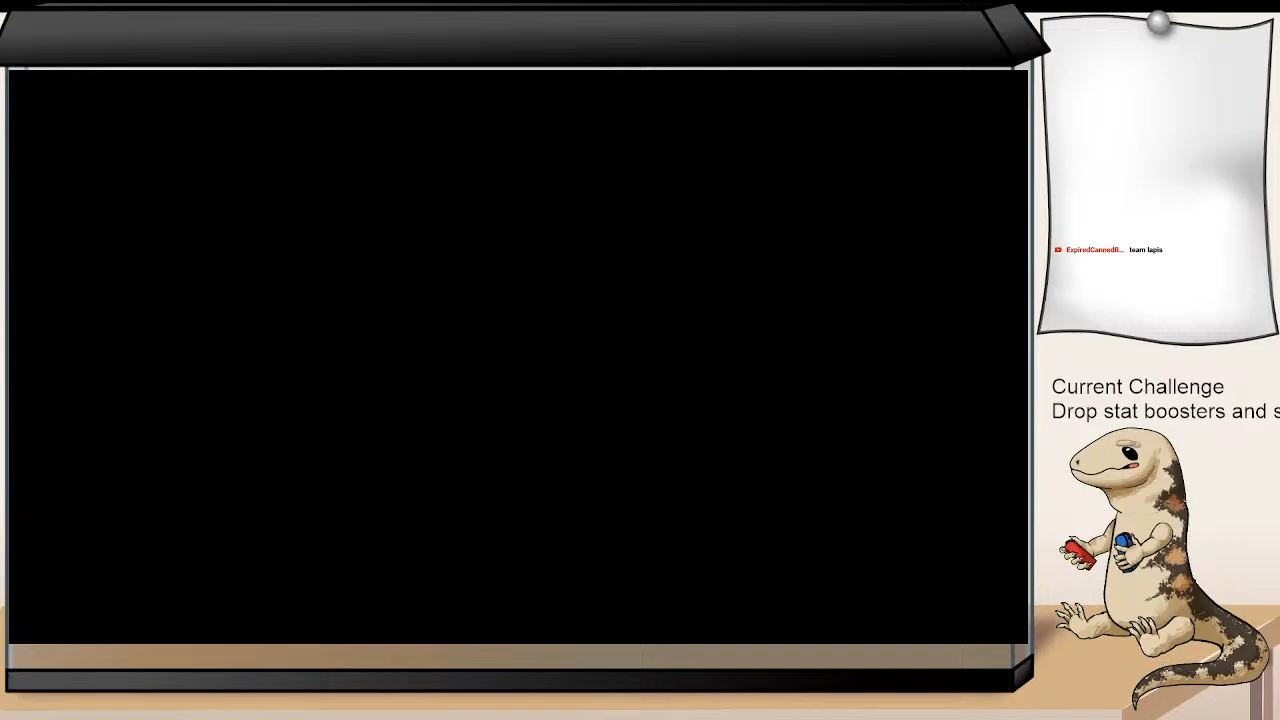 ExpiredCannedB... team lapis
Current Challenge
Drop stat boosters and s